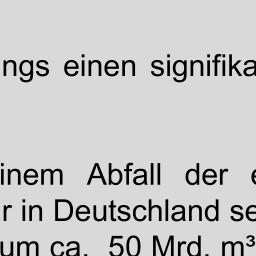 ngs einen signifika
inem Abfall der e
r in Deutschland se
um ca. 50 Mrd. m³